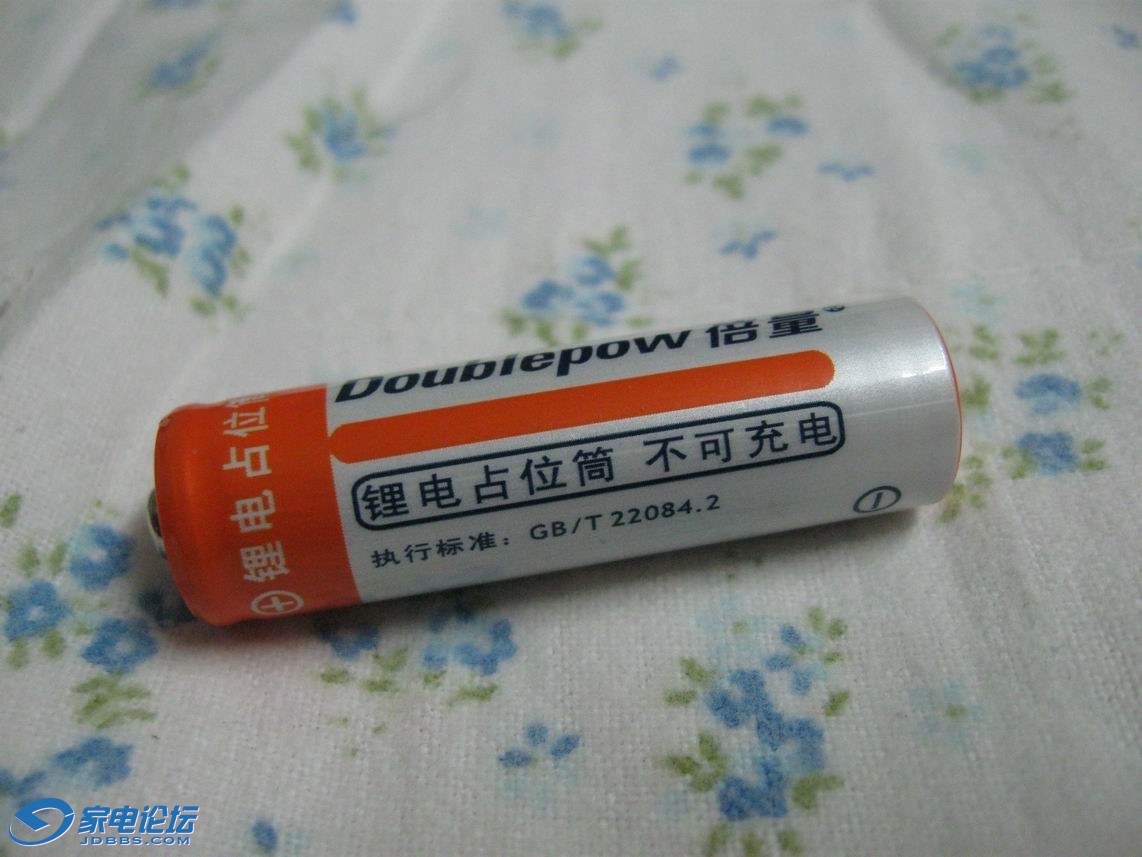 Doublepow 倍量®
锂电占位筒 不可充电
执行标准：GB/T 22084.2
锂电占位
家电论坛
JDBBS.COM